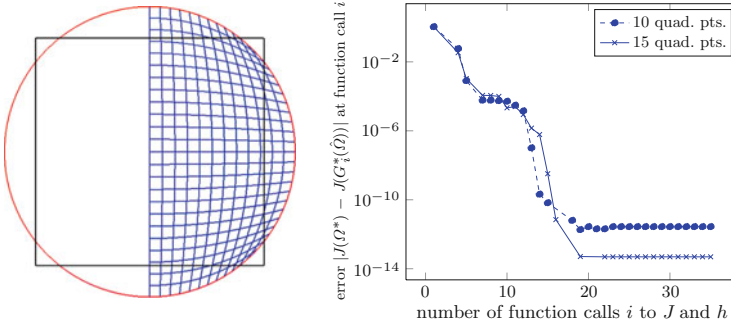 error |J(Ω*) − J(G*ᵢ(Ω̂))| at function call i
10⁻²
10⁻⁶
10⁻¹⁰
10⁻¹⁴
10 quad. pts.
15 quad. pts.
0 10 20 30
number of function calls i to J and h